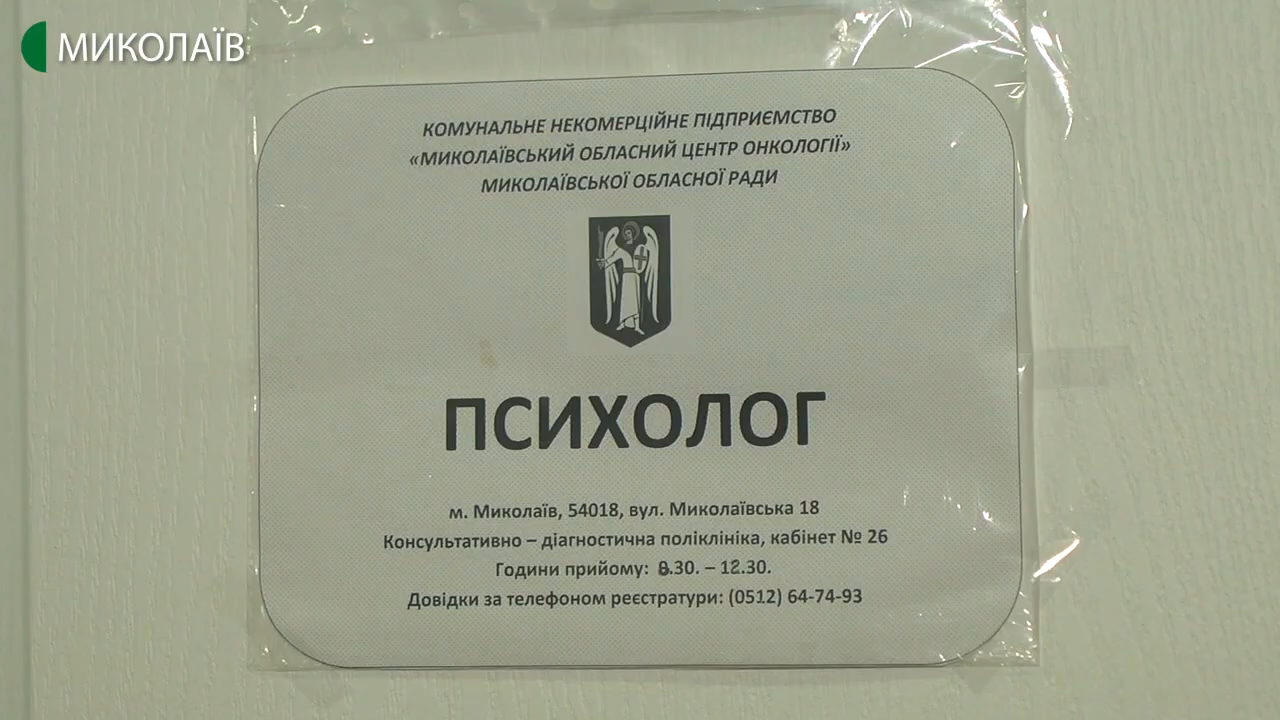 МИКОЛАЇВ
КОМУНАЛЬНЕ НЕКОМЕРЦІЙНЕ ПІДПРИЄМСТВО
«МИКОЛАЇВСЬКИЙ ОБЛАСНИЙ ЦЕНТР ОНКОЛОГІЇ»
МИКОЛАЇВСЬКОЇ ОБЛАСНОЇ РАДИ
ПСИХОЛОГ
м. Миколаїв, 54018, вул. Миколаївська 18
Консультативно – діагностична поліклініка, кабінет № 26
Години прийому: 8.30. – 12.30.
Довідки за телефоном реєстратури: (0512) 64-74-93